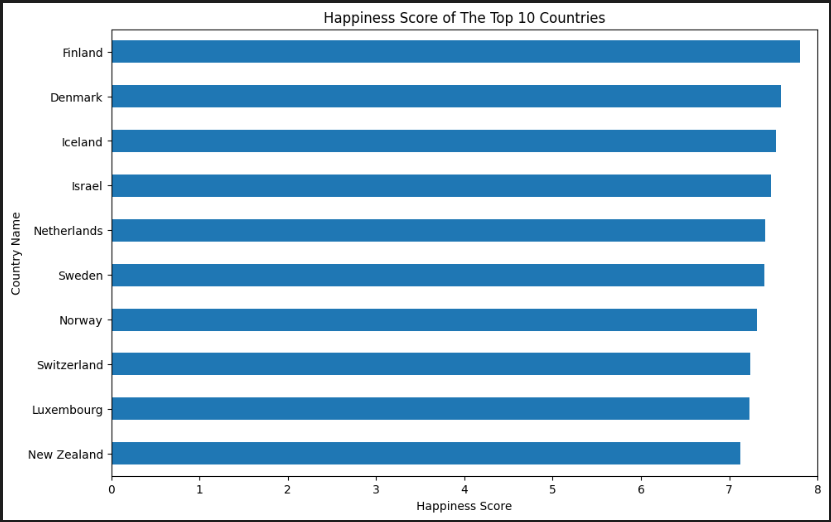 Happiness Score of The Top 10 Countries
Country Name
Finland
Denmark
Iceland
Israel
Netherlands
Sweden
Norway
Switzerland
Luxembourg
New Zealand
0 1 2 3 4 5 6 7 8
Happiness Score